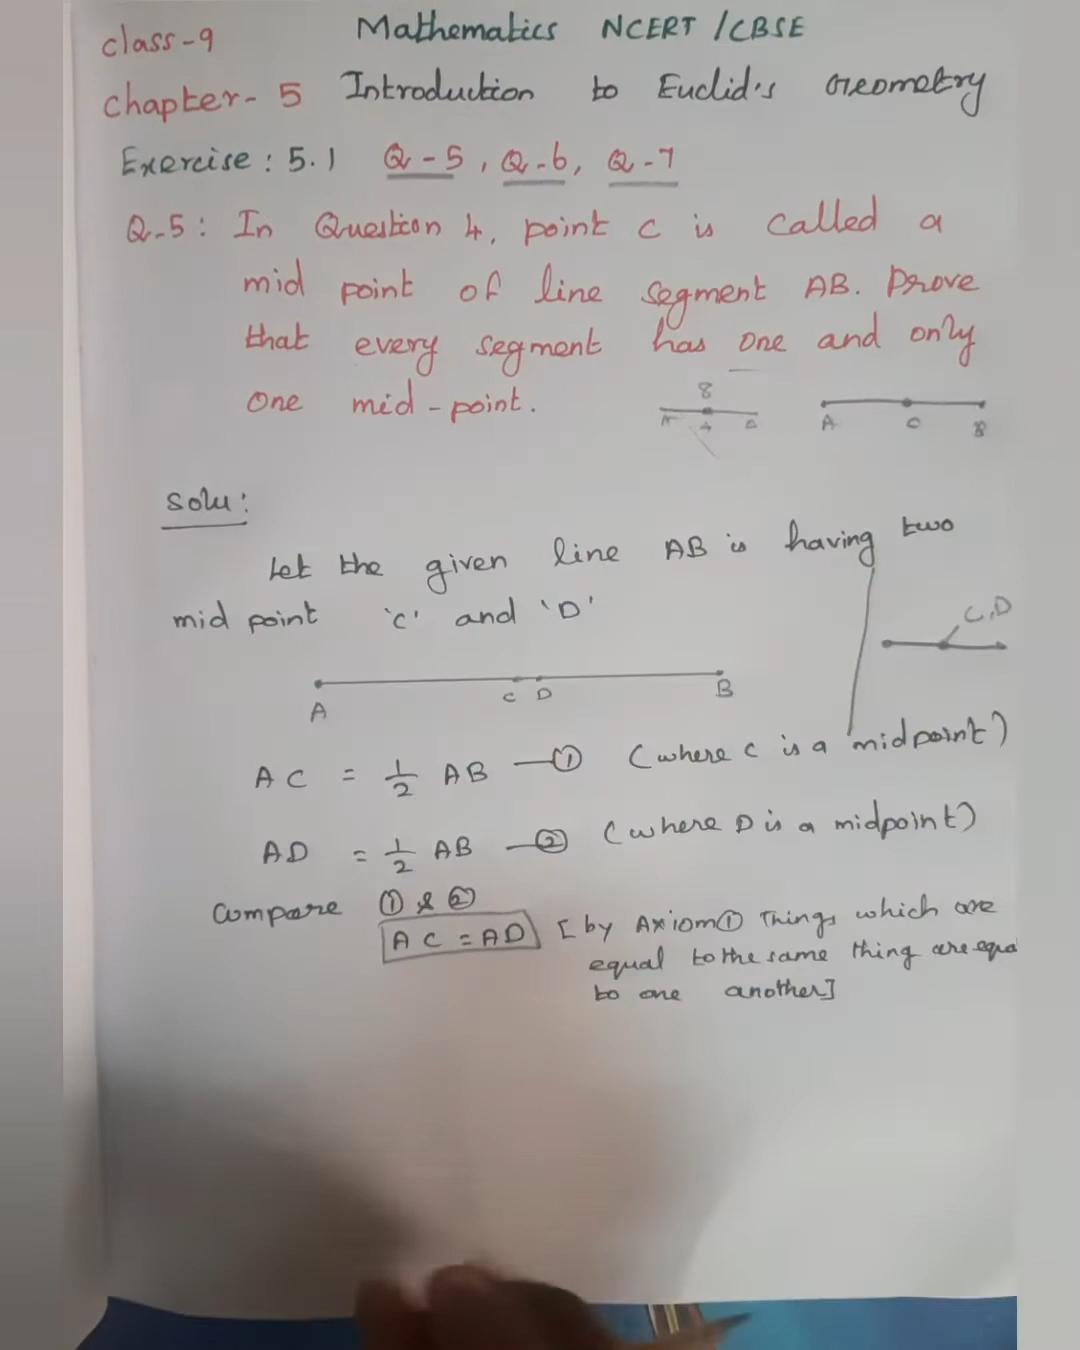 class-9 Mathematics NCERT /CBSE
chapter- 5 Introduction to Euclid's Geometry
Exercise : 5.1 Q-5, Q-6, Q-7
Q-5: In Question 4, point C is called a
mid point of line segment AB. Prove
that every segment has one and only
one mid-point.
8
4
A C B
Solu:
Let the given line AB is having two
mid point 'C' and 'D'
C,D
A C D B
AC = 1/2 AB —① (where C is a midpoint)
AD = 1/2 AB —② (where D is a midpoint)
Compare ① & ②
AC = AD [by Axiom① Things which are
equal to the same thing are equa
to one another]